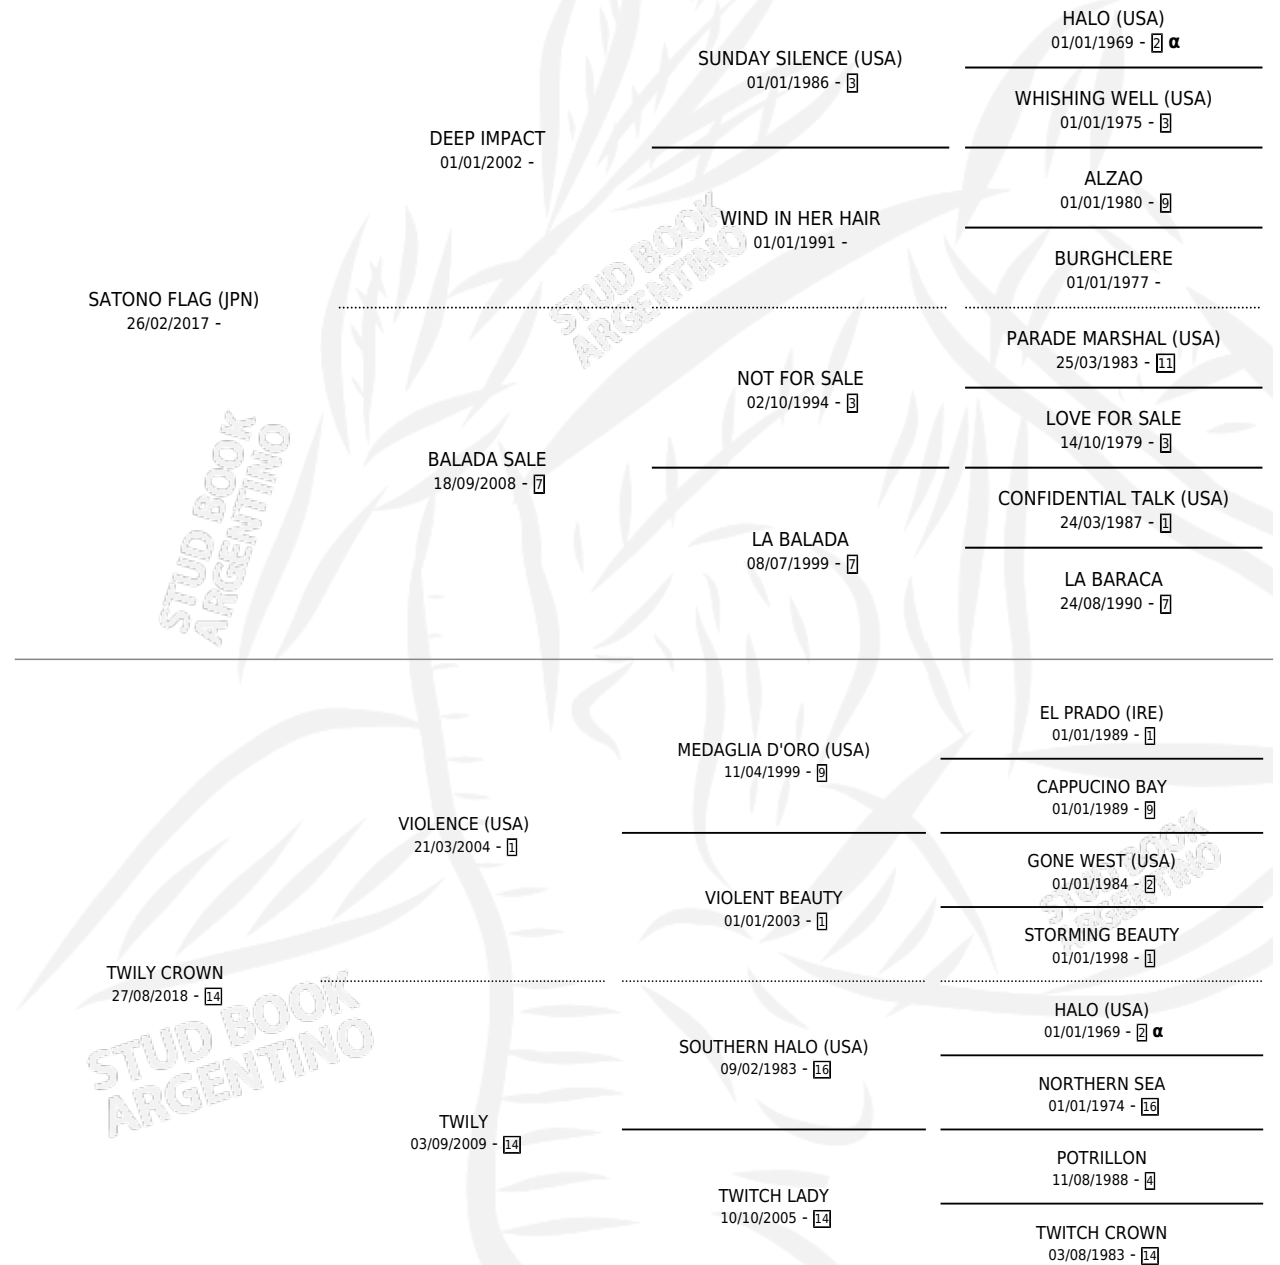 HALO (USA)
01/01/1969 - 2 α
SUNDAY SILENCE (USA)
01/01/1986 - 3
WHISHING WELL (USA)
01/01/1975 - 3
DEEP IMPACT
01/01/2002 -
ALZAO
01/01/1980 - 9
WIND IN HER HAIR
01/01/1991 -
BURGHCLERE
01/01/1977 -
SATONO FLAG (JPN)
26/02/2017 -
PARADE MARSHAL (USA)
25/03/1983 - 11
NOT FOR SALE
02/10/1994 - 3
LOVE FOR SALE
14/10/1979 - 3
BALADA SALE
18/09/2008 - 7
CONFIDENTIAL TALK (USA)
24/03/1987 - 1
LA BALADA
08/07/1999 - 7
LA BARACA
24/08/1990 - 7
EL PRADO (IRE)
01/01/1989 - 1
MEDAGLIA D'ORO (USA)
11/04/1999 - 9
CAPPUCINO BAY
01/01/1989 - 9
VIOLENCE (USA)
21/03/2004 - 1
GONE WEST (USA)
01/01/1984 - 2
VIOLENT BEAUTY
01/01/2003 - 1
STORMING BEAUTY
01/01/1998 - 1
TWILY CROWN
27/08/2018 - 14
HALO (USA)
01/01/1969 - 2 α
SOUTHERN HALO (USA)
09/02/1983 - 16
NORTHERN SEA
01/01/1974 - 16
TWILY
03/09/2009 - 14
POTRILLON
11/08/1988 - 4
TWITCH LADY
10/10/2005 - 14
TWITCH CROWN
03/08/1983 - 14
STUD BOOK
ARGENTINO
STUD BOOK
ARGENTINO
STUD BOOK
ARGENTINO
STUD BOOK
ARGENTINO